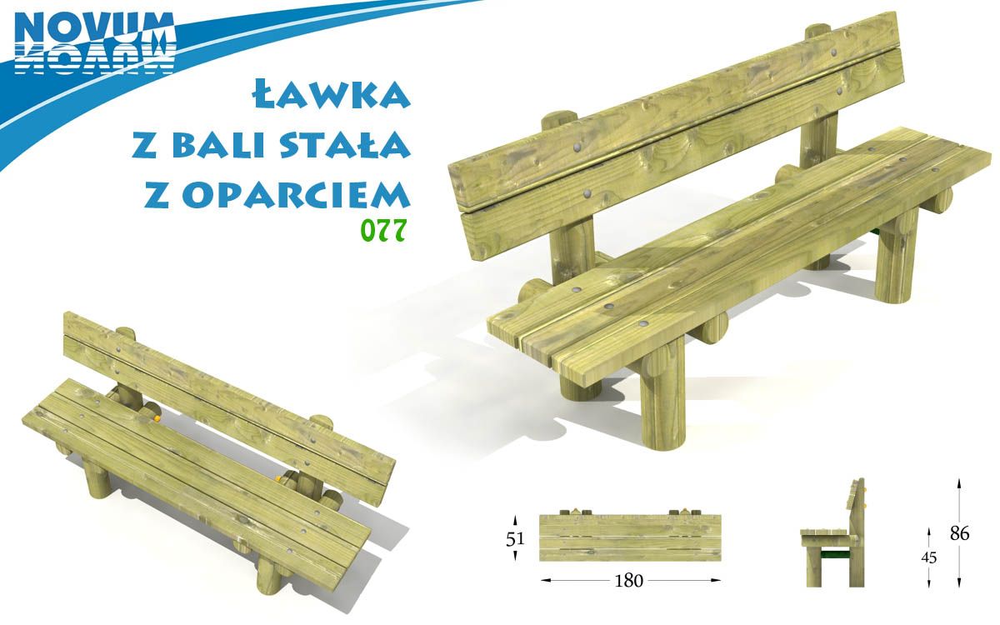 NOVUM
ŁAWKA
Z BALI STAŁA
Z OPARCIEM
077
51
180
45
86